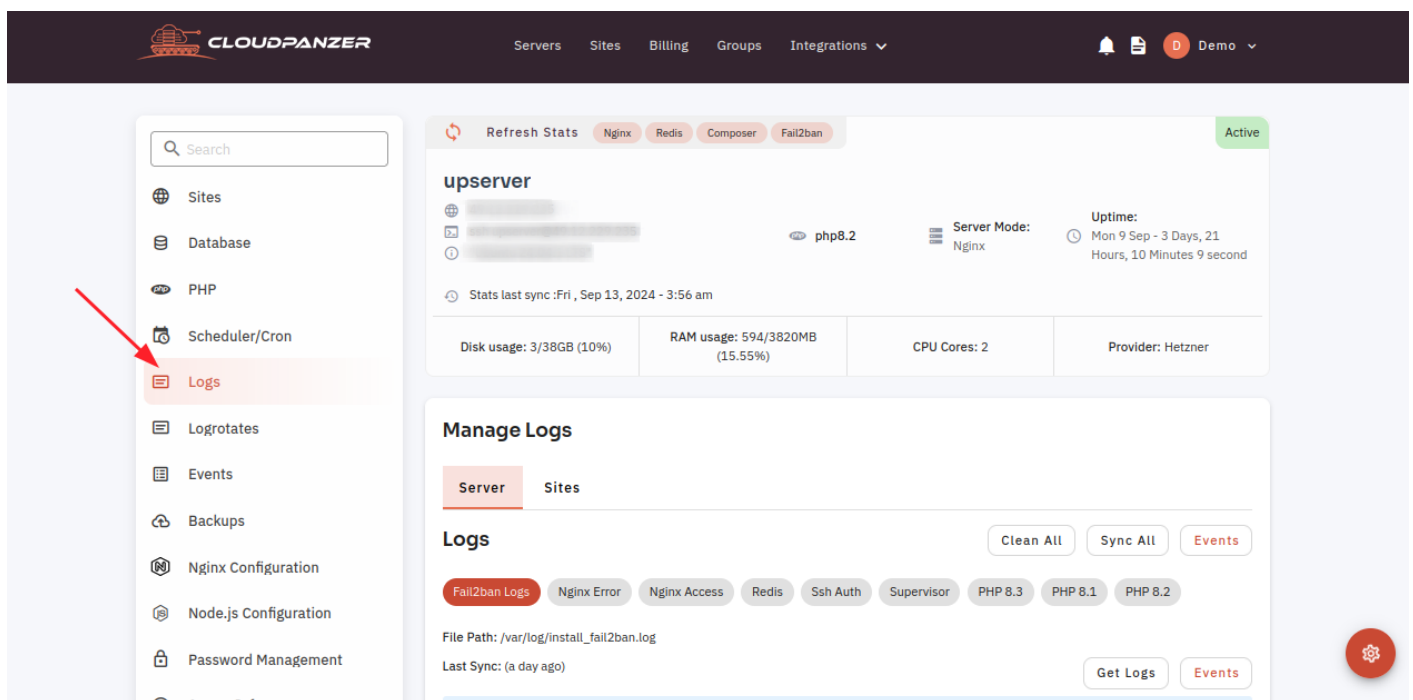 CLOUDPANZER
Servers Sites Billing Groups Integrations
D Demo
Search
Sites
Database
PHP
Scheduler/Cron
Logs
Logrotates
Events
Backups
Nginx Configuration
Node.js Configuration
Password Management
Refresh Stats Nginx Redis Composer Fail2ban
Active
upserver
php php8.2
Server Mode:
Nginx
Uptime:
Mon 9 Sep - 3 Days, 21
Hours, 10 Minutes 9 second
Stats last sync :Fri , Sep 13, 2024 - 3:56 am
Disk usage: 3/38GB (10%)
RAM usage: 594/3820MB
(15.55%)
CPU Cores: 2
Provider: Hetzner
Manage Logs
Server Sites
Logs
Clean All Sync All Events
Fail2ban Logs Nginx Error Nginx Access Redis Ssh Auth Supervisor PHP 8.3 PHP 8.1 PHP 8.2
File Path: /var/log/install_fail2ban.log
Last Sync: (a day ago)
Get Logs Events